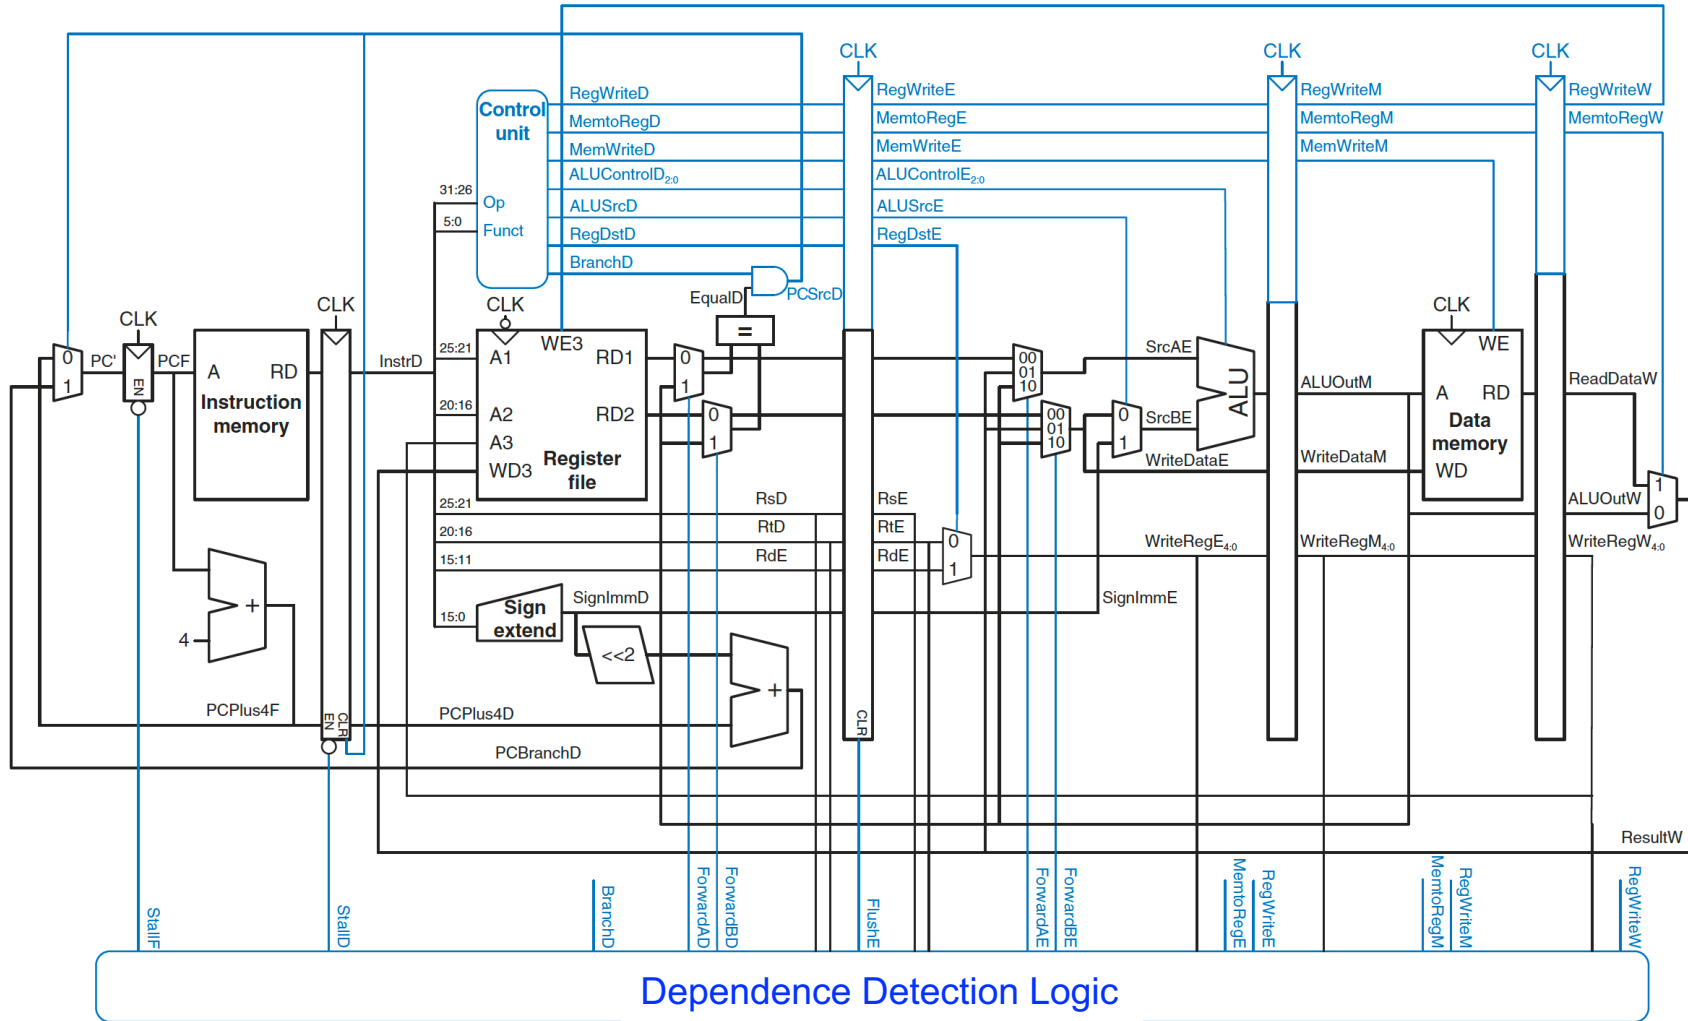 CLK
CLK
CLK
Control
unit
RegWriteD
MemtoRegD
MemWriteD
ALUControlD2:0
ALUSrcD
RegDstD
BranchD
RegWriteE
MemtoRegE
MemWriteE
ALUControlE2:0
ALUSrcE
RegDstE
RegWriteM
MemtoRegM
MemWriteM
RegWriteW
MemtoRegW
31:26
Op
5:0
Funct
EqualD
PCSrcD
=
CLK
CLK
CLK
CLK
0
1
PC'
EN
PCF
A
RD
Instruction
memory
InstrD
25:21
20:16
A1
A2
A3
WD3
WE3
RD1
RD2
Register
file
0
1
0
1
00
01
10
00
01
10
0
1
SrcAE
SrcBE
ALU
WriteDataE
ALUOutM
WriteDataM
A
RD
WE
Data
memory
WD
ReadDataW
ALUOutW
1
0
25:21
RsD
RsE
20:16
RtD
RtE
15:11
RdE
RdE
0
1
WriteRegE4:0
WriteRegM4:0
WriteRegW4:0
15:0
Sign
extend
SignImmD
SignImmE
<<2
+
4
+
PCPlus4F
EN
CLR
PCPlus4D
CLR
PCBranchD
ResultW
StallF
StallD
BranchD
ForwardAD
ForwardBD
FlushE
ForwardAE
ForwardBE
MemtoRegE
RegWriteE
MemtoRegM
RegWriteM
RegWriteW
Dependence Detection Logic